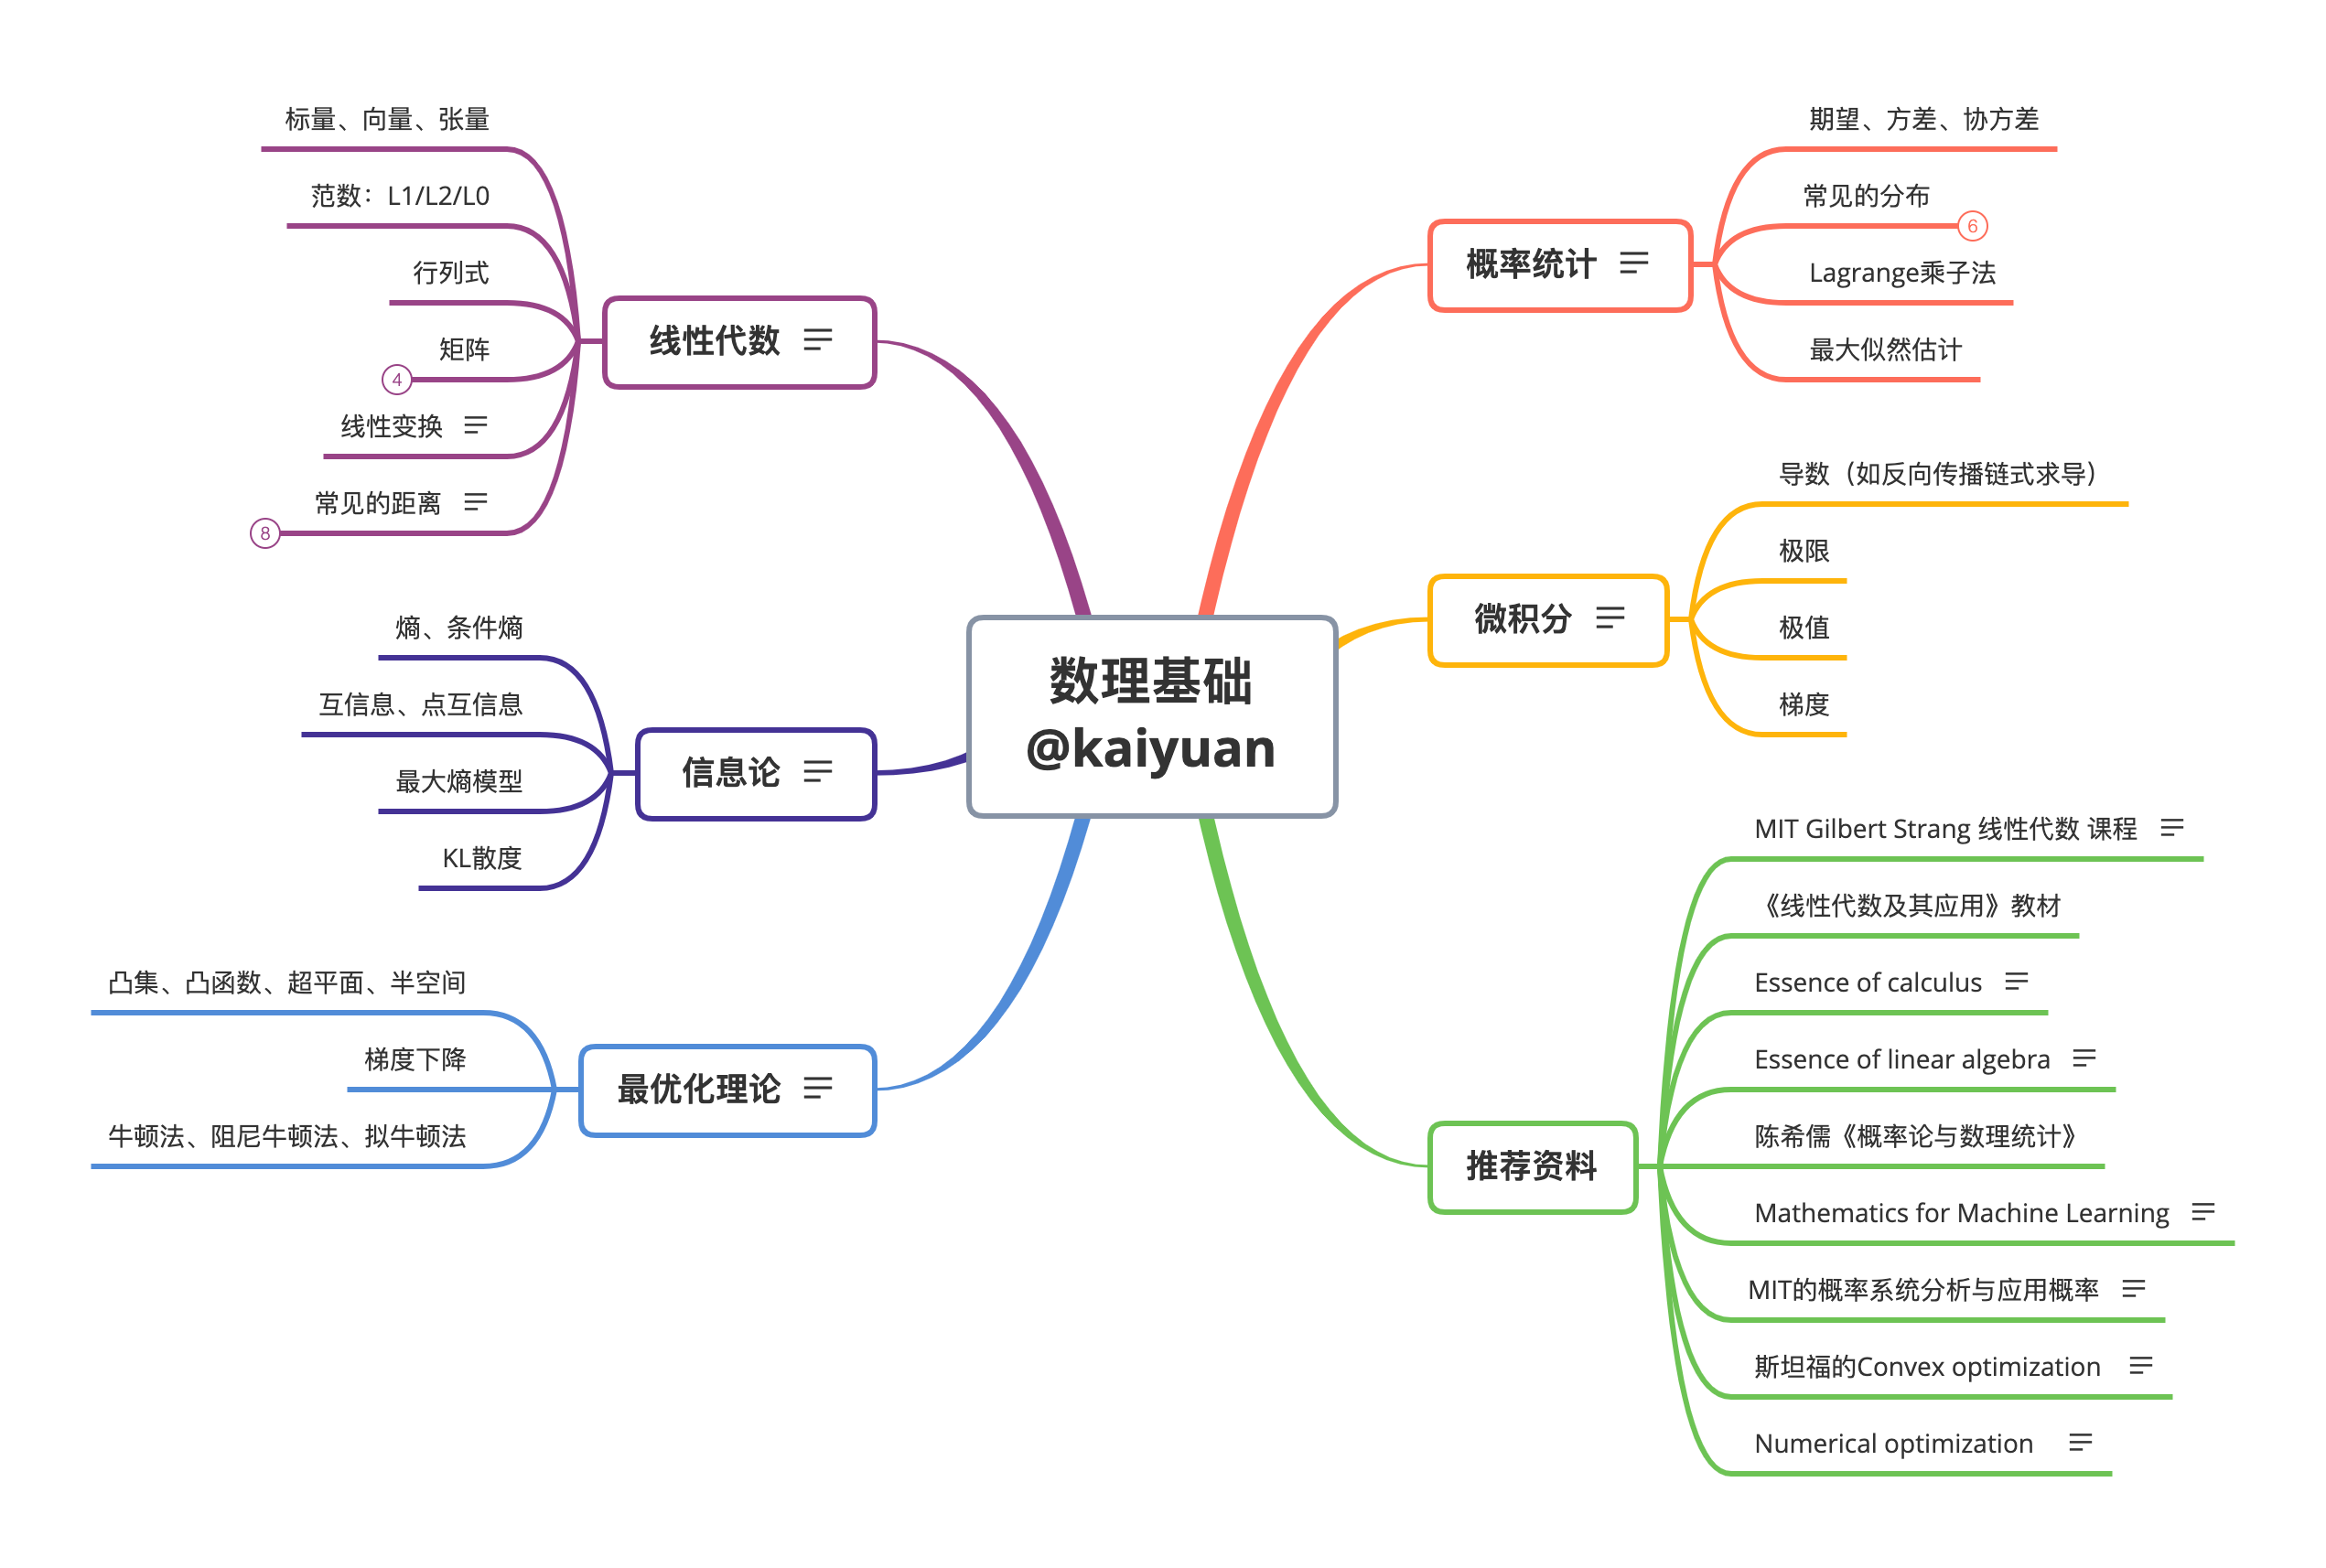 数理基础
@kaiyuan
概率统计
期望、方差、协方差
常见的分布
6
Lagrange乘子法
最大似然估计
微积分
导数（如反向传播链式求导）
极限
极值
梯度
推荐资料
MIT Gilbert Strang 线性代数 课程
《线性代数及其应用》教材
Essence of calculus
Essence of linear algebra
陈希儒《概率论与数理统计》
Mathematics for Machine Learning
MIT的概率系统分析与应用概率
斯坦福的Convex optimization
Numerical optimization
线性代数
标量、向量、张量
范数：L1/L2/L0
行列式
矩阵
4
线性变换
常见的距离
8
信息论
熵、条件熵
互信息、点互信息
最大熵模型
KL散度
最优化理论
凸集、凸函数、超平面、半空间
梯度下降
牛顿法、阻尼牛顿法、拟牛顿法